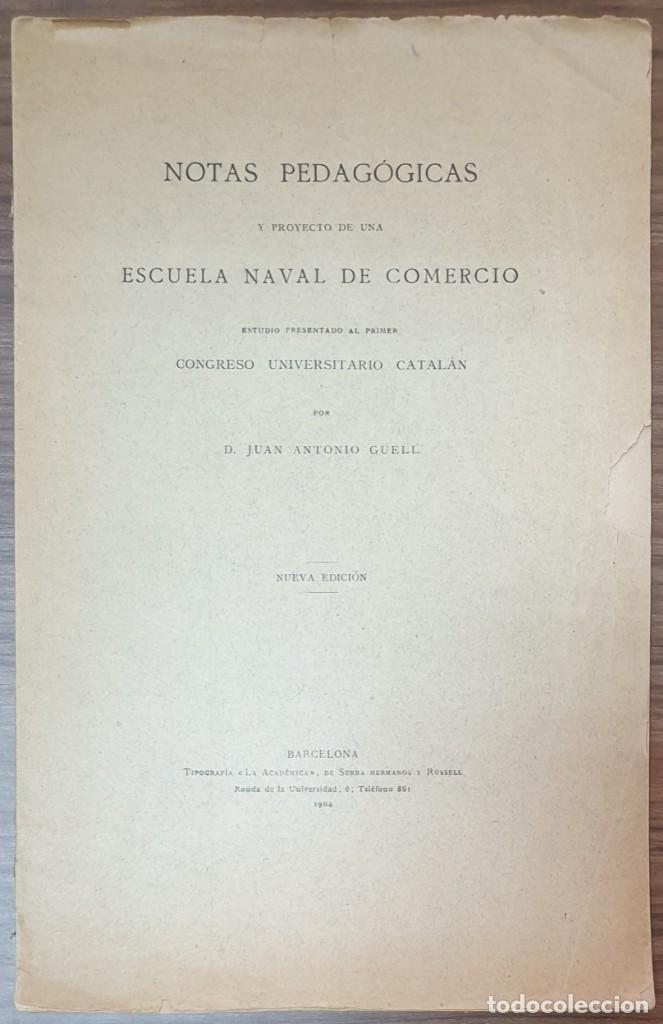 NOTAS PEDAGÓGICAS
Y PROYECTO DE UNA
ESCUELA NAVAL DE COMERCIO
ESTUDIO PRESENTADO AL PRIMER
CONGRESO UNIVERSITARIO CATALÁN
POR
D. JUAN ANTONIO GUELL
NUEVA EDICIÓN
BARCELONA
TIPOGRAFÍA «LA ACADÉMICA», DE SERRA HERMANOS Y RUSSELL
Ronda de la Universidad, 6; Teléfono 861
1904
todocoleccion